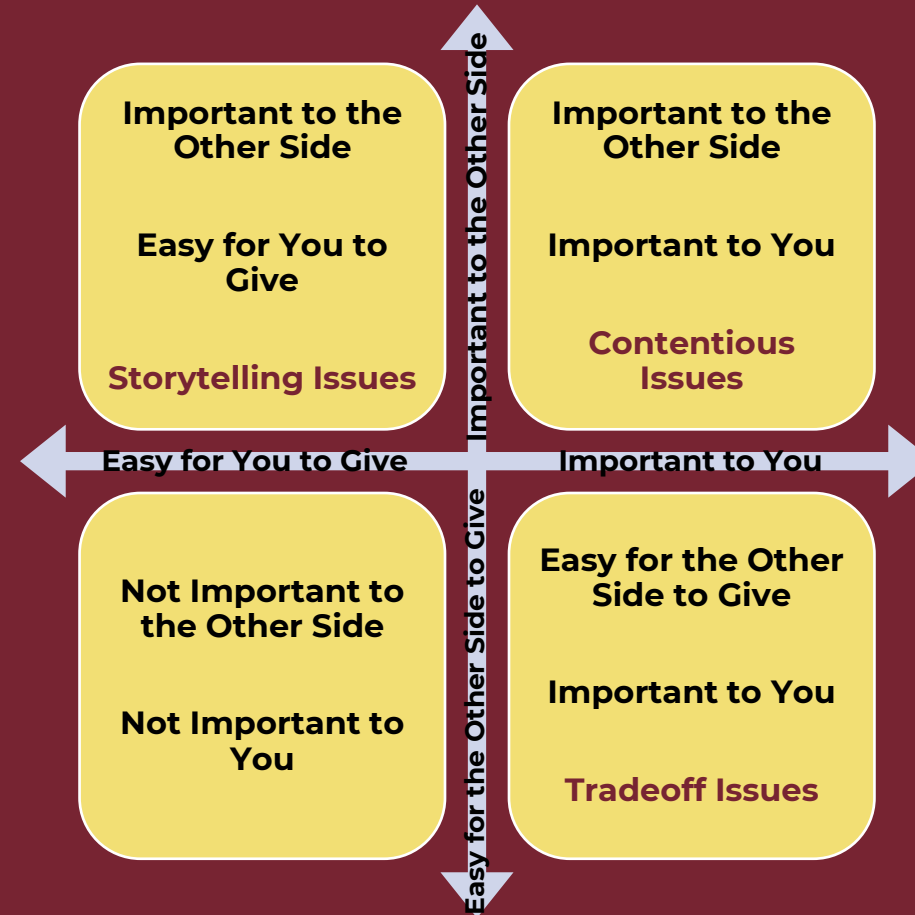 Important to the
Other Side
Easy for You to
Give
Storytelling Issues
Important to the Other Side
Important to the
Other Side
Important to You
Contentious
Issues
Easy for You to Give
Important to You
Not Important to
the Other Side
Not Important to
You
Easy for the Other Side to Give
Easy for the Other
Side to Give
Important to You
Tradeoff Issues